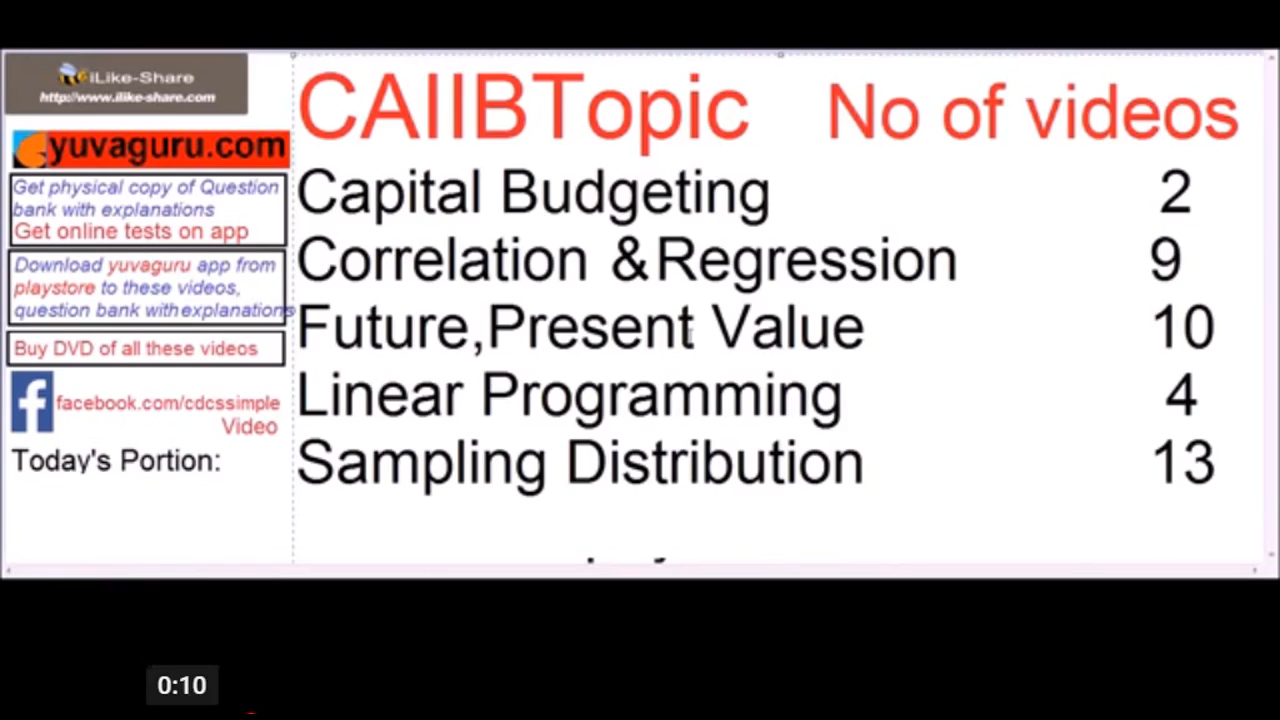 iLike-Share
http://www.ilike-share.com
yuvaguru.com
Get physical copy of Question
bank with explanations
Get online tests on app
Download yuvaguru app from
playstore to these videos,
question bank with explanations
Buy DVD of all these videos
facebook.com/cdcssimple
Video
Today's Portion:
CAIIBTopic No of videos
Capital Budgeting 2
Correlation &Regression 9
Future,Present Value 10
Linear Programming 4
Sampling Distribution 13
0:10